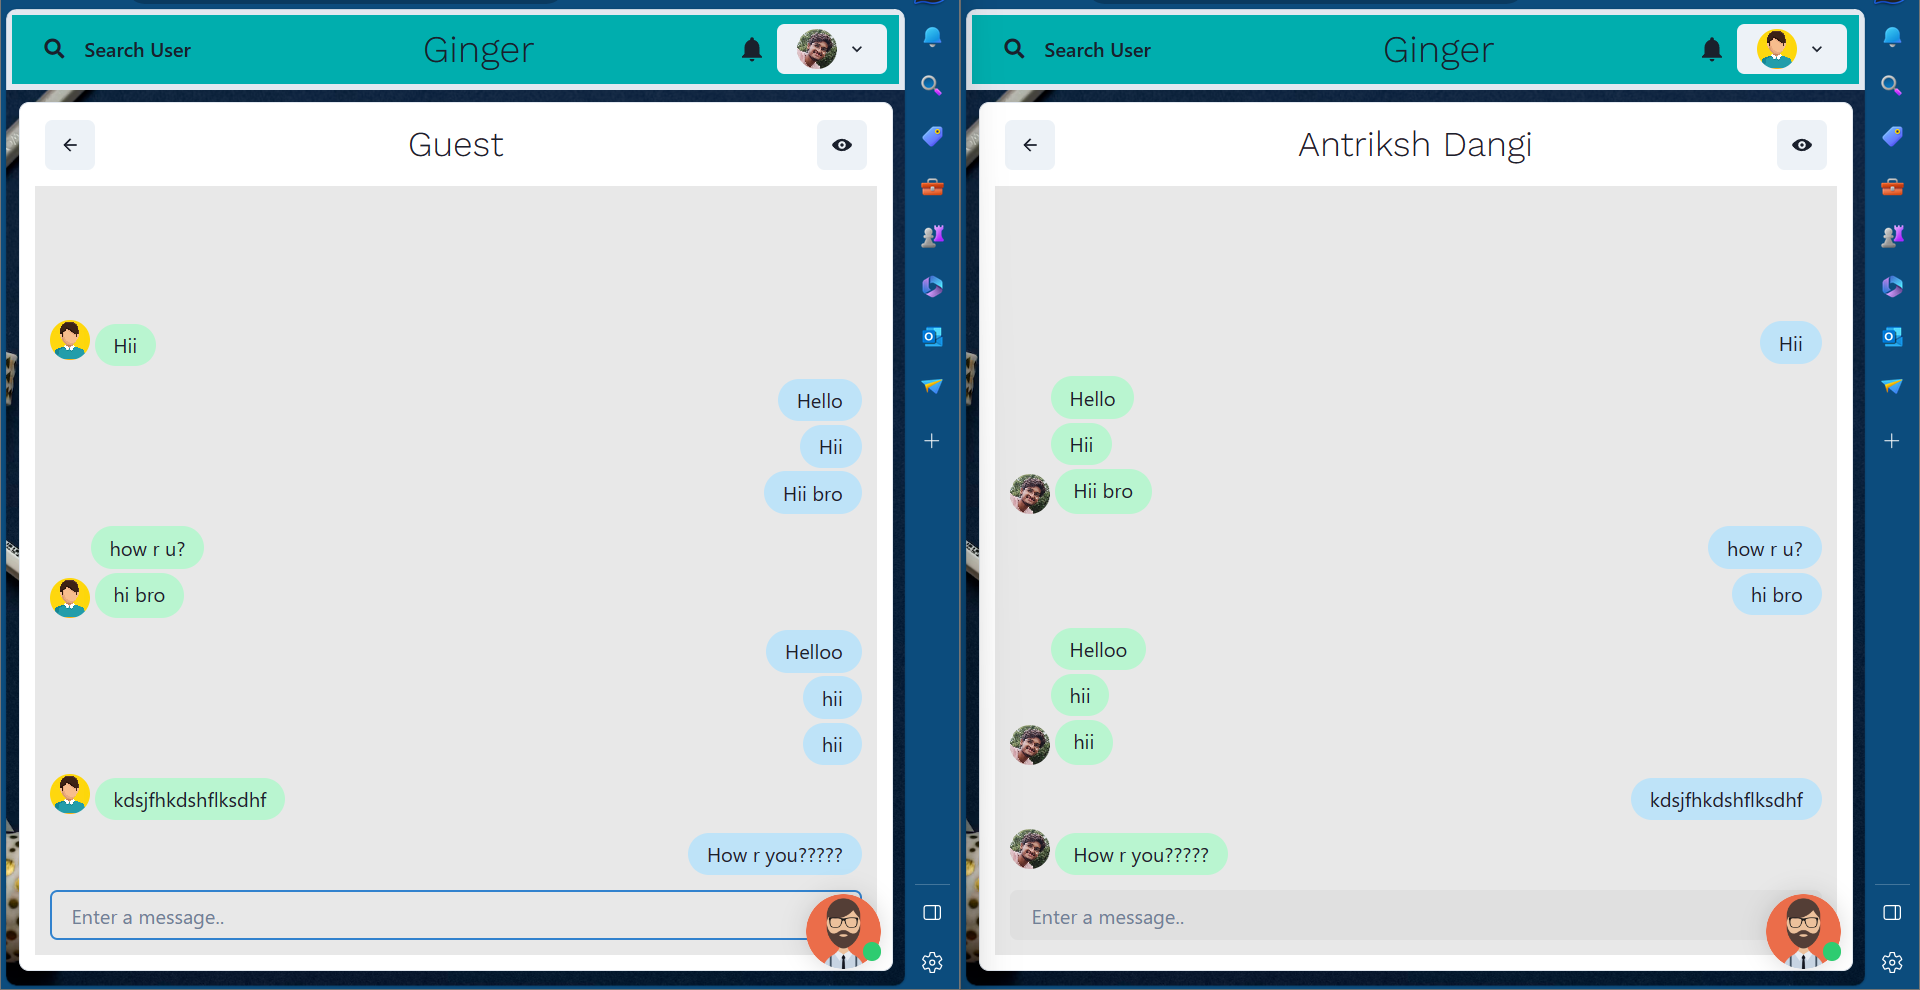 Search User
Ginger
Guest
Hii
Hello
Hii
Hii bro
how r u?
hi bro
Helloo
hii
hii
kdsjfhkdshflksdhf
How r you?????
Enter a message..
Search User
Ginger
Antriksh Dangi
Hii
Hello
Hii
Hii bro
how r u?
hi bro
Helloo
hii
hii
kdsjfhkdshflksdhf
How r you?????
Enter a message..